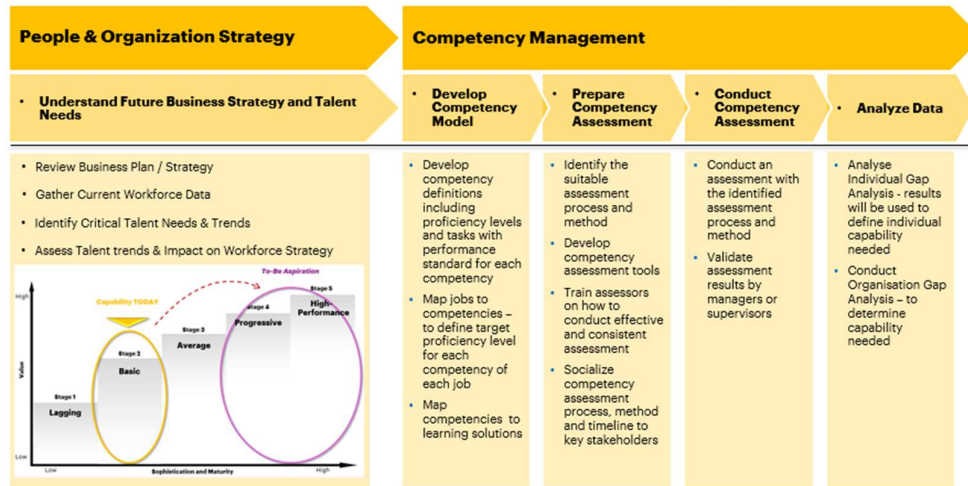 People & Organization Strategy
Competency Management
• Understand Future Business Strategy and Talent
Needs
• Develop
Competency
Model
• Prepare
Competency
Assessment
• Conduct
Competency
Assessment
• Analyze Data
• Review Business Plan / Strategy
• Gather Current Workforce Data
• Identify Critical Talent Needs & Trends
• Assess Talent trends & Impact on Workforce Strategy
To-Be Aspiration
Capability TODAY
High
Value
Low
Stage 1
Lagging
Stage 2
Basic
Stage 3
Average
Stage 4
Progressive
Stage 5
High-
Performance
Low
Sophistication and Maturity
High
• Develop
competency
definitions
including
proficiency levels
and tasks with
performance
standard for each
competency
• Map jobs to
competencies –
to define target
proficiency level
for each
competency of
each job
• Map
competencies to
learning solutions
• Identify the
suitable
assessment
process and
method
• Develop
competency
assessment tools
• Train assessors
on how to
conduct effective
and consistent
assessment
• Socialize
competency
assessment
process, method
and timeline to
key stakeholders
• Conduct an
assessment with
the identified
assessment
process and
method
• Validate
assessment
results by
managers or
supervisors
• Analyse
Individual Gap
Analysis - results
will be used to
define individual
capability
needed
• Conduct
Organisation Gap
Analysis – to
determine
capability
needed